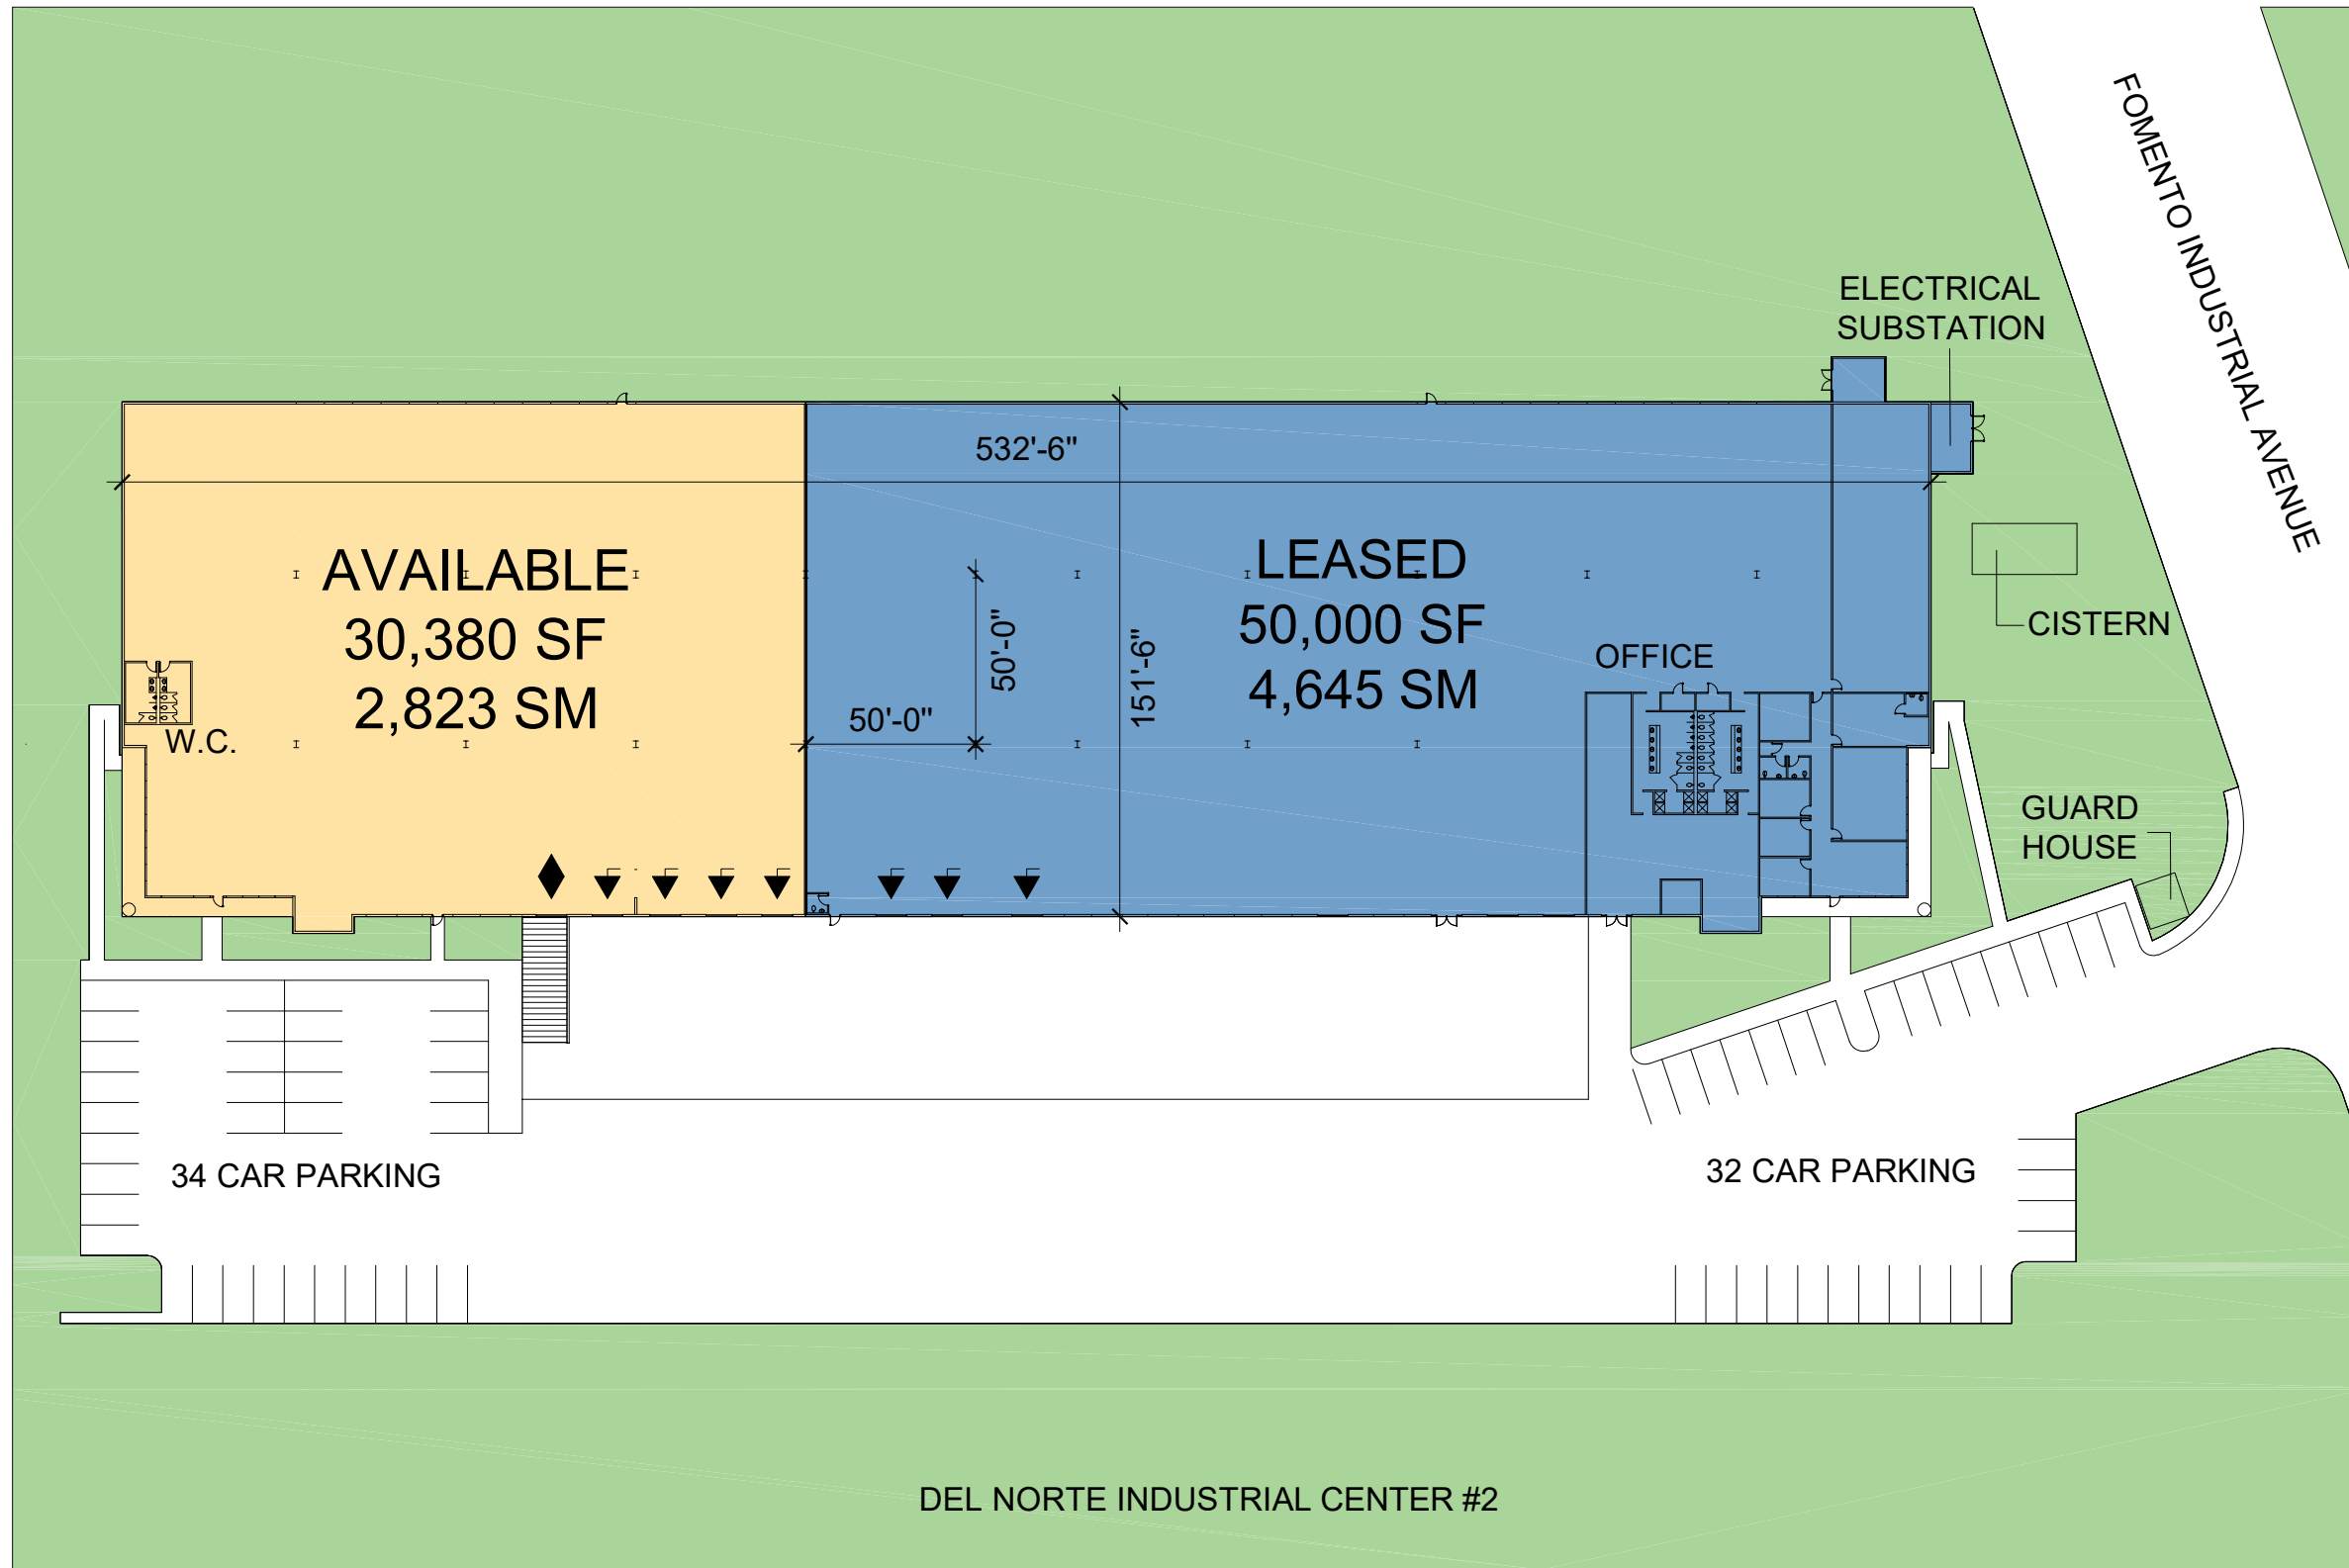 FOMENTO INDUSTRIAL AVENUE
ELECTRICAL
SUBSTATION
532'-6"
AVAILABLE
30,380 SF
2,823 SM
LEASED
50,000 SF
4,645 SM
50'-0"
151'-6"
50'-0"
OFFICE
CISTERN
W.C.
GUARD
HOUSE
34 CAR PARKING
32 CAR PARKING
DEL NORTE INDUSTRIAL CENTER #2